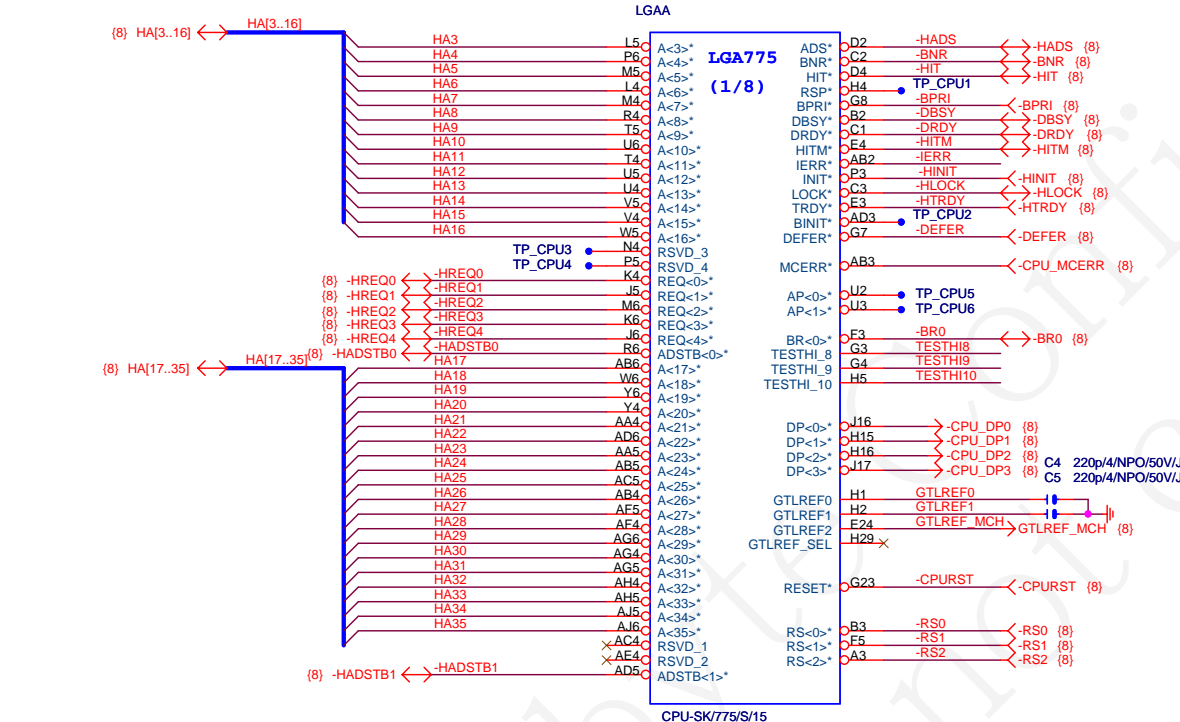 LGAA
{8} HA[3..16] HA[3..16]
HA3 L5 A<3>* LGA775 ADS* D2 -HADS -HADS {8}
HA4 P6 A<4>* BNR* C2 -BNR -BNR {8}
HA5 M5 A<5>* (1/8) HIT* D4 -HIT -HIT {8}
HA6 L4 A<6>* RSP* H4 TP_CPU1
HA7 M4 A<7>* BPRI* G8 -BPRI -BPRI {8}
HA8 R4 A<8>* DBSY* B2 -DBSY -DBSY {8}
HA9 T5 A<9>* DRDY* C1 -DRDY -DRDY {8}
HA10 U6 A<10>* HITM* E4 -HITM -HITM {8}
HA11 T4 A<11>* IERR* AB2 -IERR
HA12 U5 A<12>* INIT* P3 -HINIT -HINIT {8}
HA13 U4 A<13>* LOCK* C3 -HLOCK -HLOCK {8}
HA14 V5 A<14>* TRDY* E3 -HTRDY -HTRDY {8}
HA15 V4 A<15>* BINIT* AD3 TP_CPU2
HA16 W5 A<16>* DEFER* G7 -DEFER -DEFER {8}
TP_CPU3 N4 RSVD_3
TP_CPU4 P5 RSVD_4 MCERR* AB3 -CPU_MCERR {8}
{8} -HREQ0 -HREQ0 K4 REQ<0>*
{8} -HREQ1 -HREQ1 J5 REQ<1>* AP<0>* U2 TP_CPU5
{8} -HREQ2 -HREQ2 M6 REQ<2>* AP<1>* U3 TP_CPU6
{8} -HREQ3 -HREQ3 K6 REQ<3>*
{8} -HREQ4 -HREQ4 J6 REQ<4>* BR<0>* F3 -BR0 -BR0 {8}
{8} -HADSTB0 -HADSTB0 R6 ADSTB<0>* TESTHI_8 G3 TESTHI8
{8} HA[17..35] HA[17..35] HA17 AB6 A<17>* TESTHI_9 G4 TESTHI9
HA18 W6 A<18>* TESTHI_10 H5 TESTHI10
HA19 Y6 A<19>*
HA20 Y4 A<20>*
HA21 AA4 A<21>* DP<0>* J16 -CPU_DP0 {8}
HA22 AD6 A<22>* DP<1>* H15 -CPU_DP1 {8}
HA23 AA5 A<23>* DP<2>* H16 -CPU_DP2 {8} C4 220p/4/NPO/50V/J
HA24 AB5 A<24>* DP<3>* J17 -CPU_DP3 {8} C5 220p/4/NPO/50V/J
HA25 AC5 A<25>*
HA26 AB4 A<26>* GTLREF0 H1 GTLREF0
HA27 AF5 A<27>* GTLREF1 H2 GTLREF1
HA28 AF4 A<28>* GTLREF2 E24 GTLREF_MCH GTLREF_MCH {8}
HA29 AG6 A<29>* GTLREF_SEL H29
HA30 AG4 A<30>*
HA31 AG5 A<31>*
HA32 AH4 A<32>* RESET* G23 -CPURST -CPURST {8}
HA33 AH5 A<33>*
HA34 AJ5 A<34>*
HA35 AJ6 A<35>* RS<0>* B3 -RS0 -RS0 {8}
AC4 RSVD_1 RS<1>* F5 -RS1 -RS1 {8}
AE4 RSVD_2 RS<2>* A3 -RS2 -RS2 {8}
{8} -HADSTB1 -HADSTB1 AD5 ADSTB<1>*
CPU-SK/775/S/15